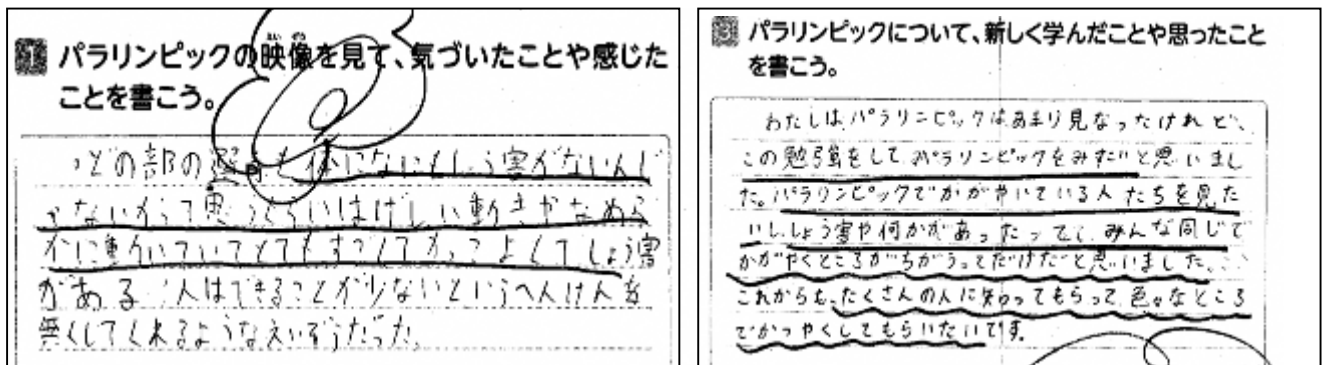 パラリンピックの映像を見て、気づいたことや感じた
ことを書こう。
どの部の選目も体になにもしょう害がないんじ
ゃないかって思うぐらいはげしい動きやなめら
かに動いていてとてもすごくてかっこよくてしょう害
がある 人はできることが少ないというへんけんを
無くしてくれるようなえいぞうだった。
3 パラリンピックについて、新しく学んだことや思ったこと
を書こう。
わたしは、パラリンピックはあまり見なったけれど、
この勉強をして、パラリンピックをみたいと思いまし
た。パラリンピックでかがやいている人たちを見た
いし、しょう害や何かがあったって、みんな同じで
かがやくところがちがうってだけだと思いました。
これからも、たくさんの人に知ってもらって、色々なところ
でかつやくしてもらいたいです。